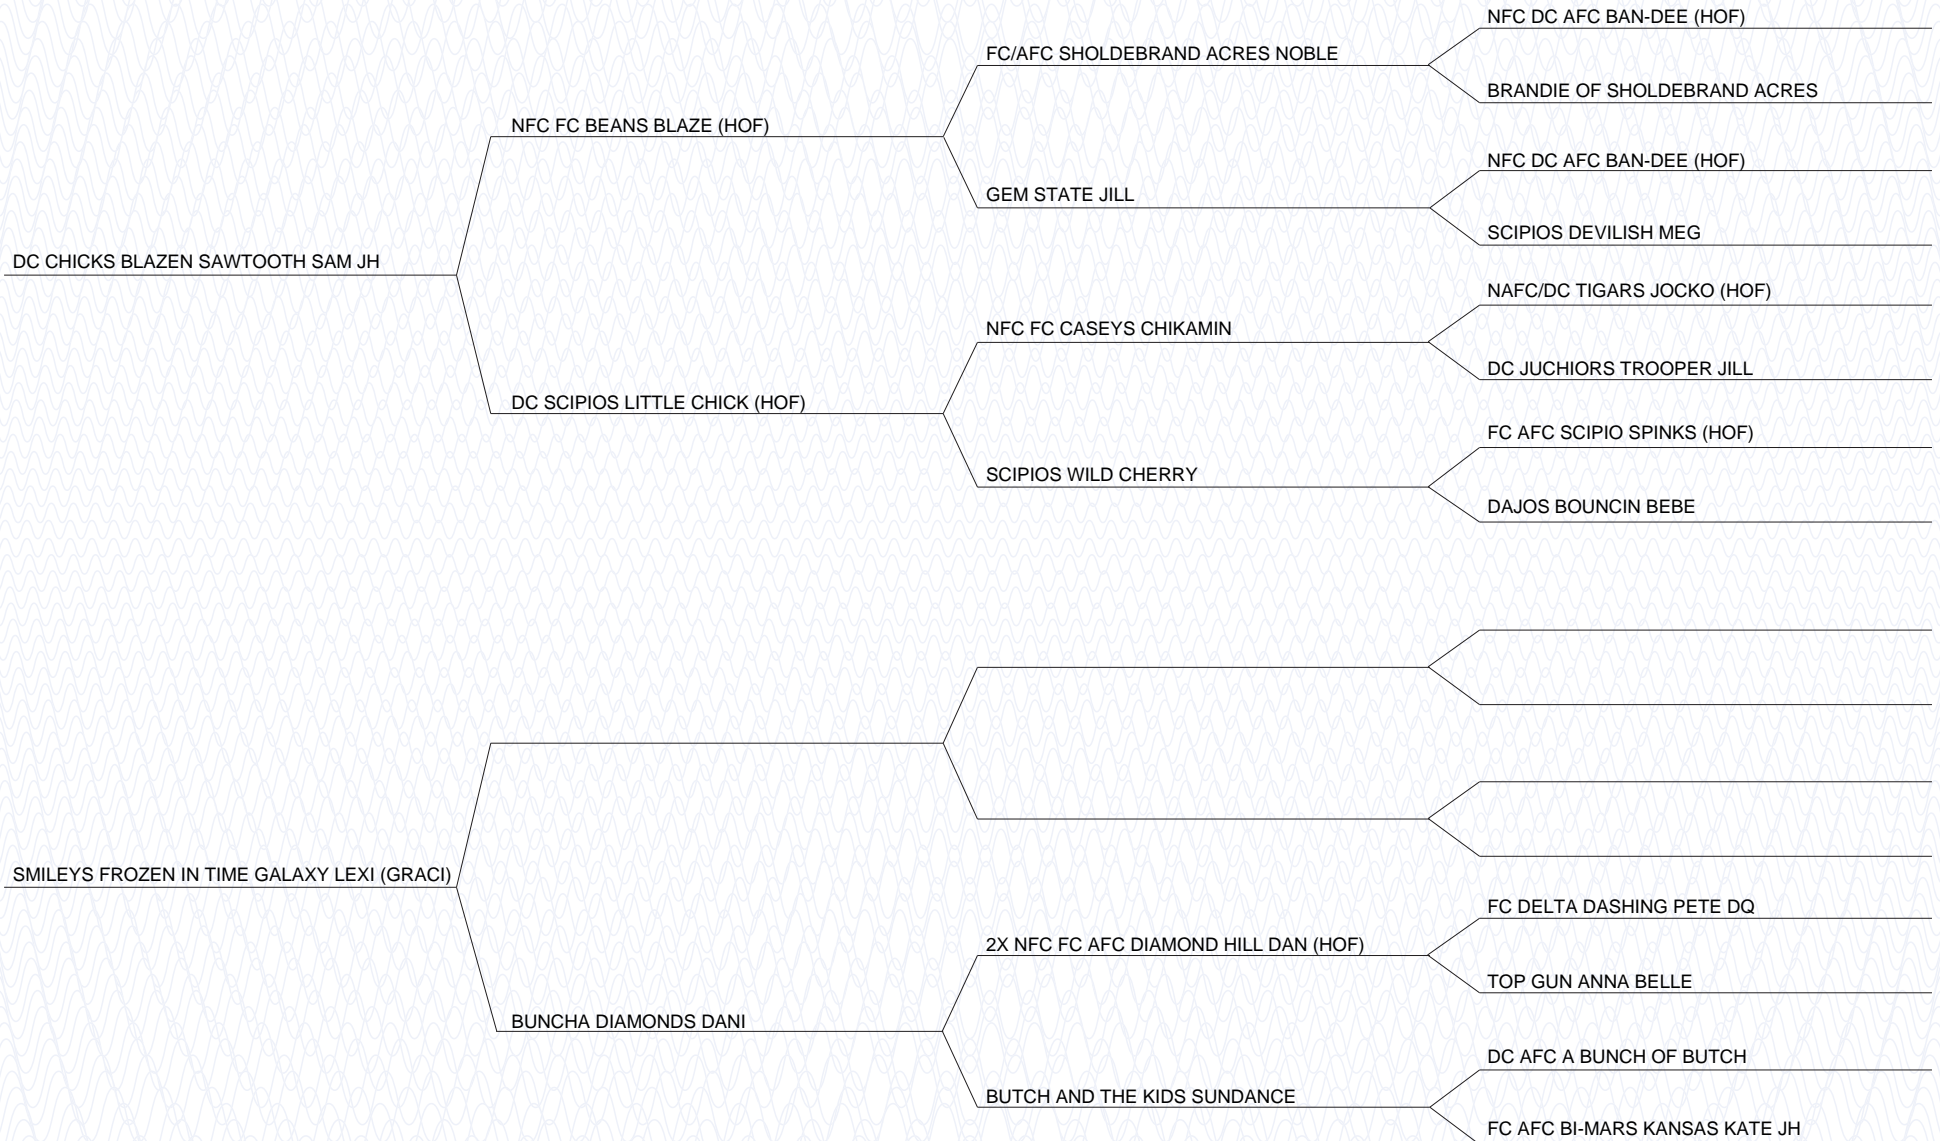 NFC DC AFC BAN-DEE (HOF)
FC/AFC SHOLDEBRAND ACRES NOBLE
BRANDIE OF SHOLDEBRAND ACRES
NFC FC BEANS BLAZE (HOF)
NFC DC AFC BAN-DEE (HOF)
GEM STATE JILL
SCIPIOS DEVILISH MEG
DC CHICKS BLAZEN SAWTOOTH SAM JH
NAFC/DC TIGARS JOCKO (HOF)
NFC FC CASEYS CHIKAMIN
DC JUCHIORS TROOPER JILL
DC SCIPIOS LITTLE CHICK (HOF)
FC AFC SCIPIO SPINKS (HOF)
SCIPIOS WILD CHERRY
DAJOS BOUNCIN BEBE
SMILEYS FROZEN IN TIME GALAXY LEXI (GRACI)
FC DELTA DASHING PETE DQ
2X NFC FC AFC DIAMOND HILL DAN (HOF)
TOP GUN ANNA BELLE
BUNCHA DIAMONDS DANI
DC AFC A BUNCH OF BUTCH
BUTCH AND THE KIDS SUNDANCE
FC AFC BI-MARS KANSAS KATE JH